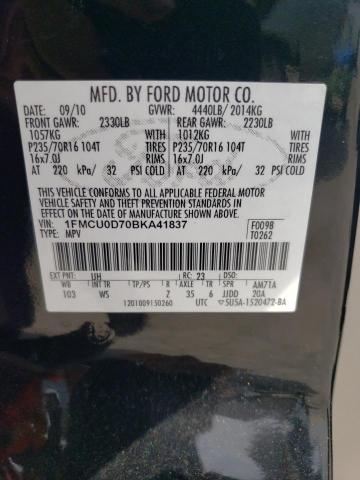 MFD. BY FORD MOTOR CO.
DATE: 09/10 GVWR: 4440LB/ 2014KG
FRONT GAWR: 2330LB REAR GAWR: 2230LB
1057KG WITH 1012KG WITH
P235/70R16 104T TIRES P235/70R16 104T TIRES
16x7.0J RIMS 16x7.0J RIMS
AT 220 kPa/ 32 PSI COLD AT 220 kPa/ 32 PSI COLD
THIS VEHICLE CONFORMS TO ALL APPLICABLE FEDERAL MOTOR
VEHICLE SAFETY AND THEFT PREVENTION STANDARDS IN
EFFECT ON THE DATE OF MANUFACTURE SHOWN ABOVE.
VIN: 1FMCU0D70BKA41837 F0098
TYPE: MPV T0262
EXT PNT: UH RC: 23 DSO:
WB INT TR TP/PS R AXLE TR SPR AM71A
103 WS Z 35 6 JJDD 20A
1201009150260 UTC 5U5A-1520472-BA